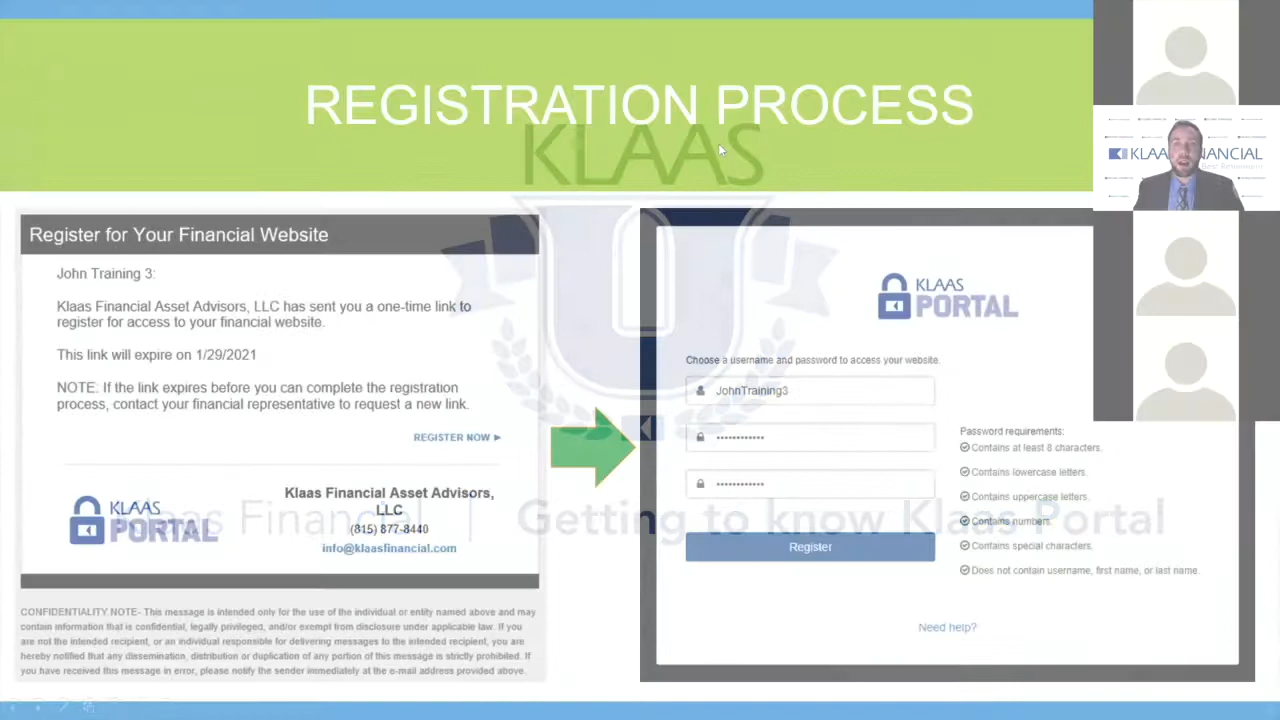 REGISTRATION PROCESS
KLAAS
Register for Your Financial Website
John Training 3:
Klaas Financial Asset Advisors, LLC has sent you a one-time link to
register for access to your financial website.
This link will expire on 1/29/2021
NOTE: If the link expires before you can complete the registration
process, contact your financial representative to request a new link.
REGISTER NOW ▶
KLAAS
PORTAL
Klaas Financial Asset Advisors,
LLC
(815) 877-8440
info@klaasfinancial.com
CONFIDENTIALITY NOTE- This message is intended only for the use of the individual or entity named above and may
contain information that is confidential, legally privileged, and/or exempt from disclosure under applicable law. If you
are not the intended recipient, or an individual responsible for delivering messages to the intended recipient, you are
hereby notified that any dissemination, distribution or duplication of any portion of this message is strictly prohibited. If
you have received this message in error, please notify the sender immediately at the e-mail address provided above.
KLAAS
PORTAL
Choose a username and password to access your website.
JohnTraining3
••••••••••••
••••••••••••
Register
Password requirements:
Contains at least 8 characters.
Contains lowercase letters.
Contains uppercase letters.
Contains numbers.
Contains special characters.
Does not contain username, first name, or last name.
Need help?
Klaas Financial | Getting to know Klaas Portal
KLAAS FINANCIAL